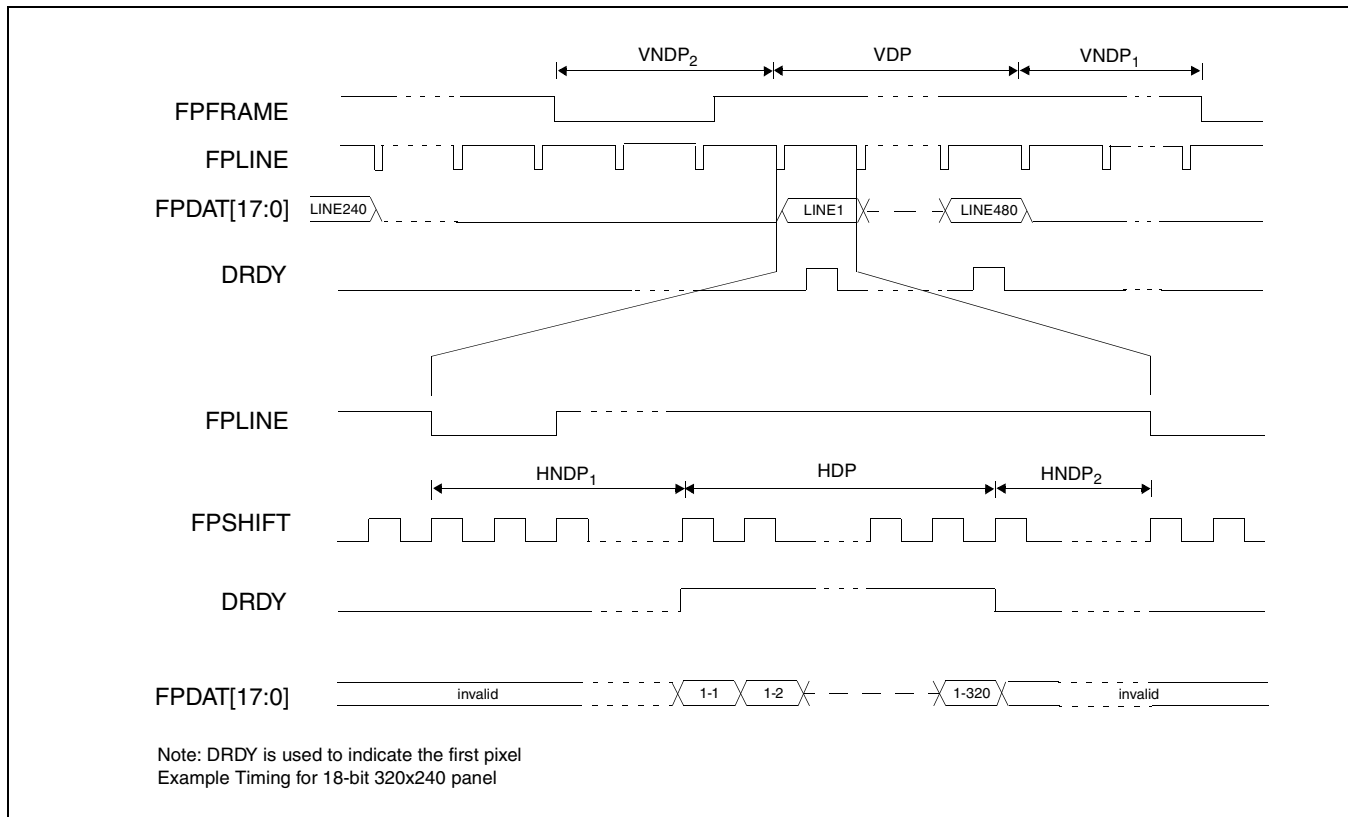 VNDP2 VDP VNDP1
FPFRAME
FPLINE
FPDAT[17:0] LINE240 LINE1 LINE480
DRDY
FPLINE
HNDP1 HDP HNDP2
FPSHIFT
DRDY
FPDAT[17:0] invalid 1-1 1-2 1-320 invalid
Note: DRDY is used to indicate the first pixel
Example Timing for 18-bit 320x240 panel